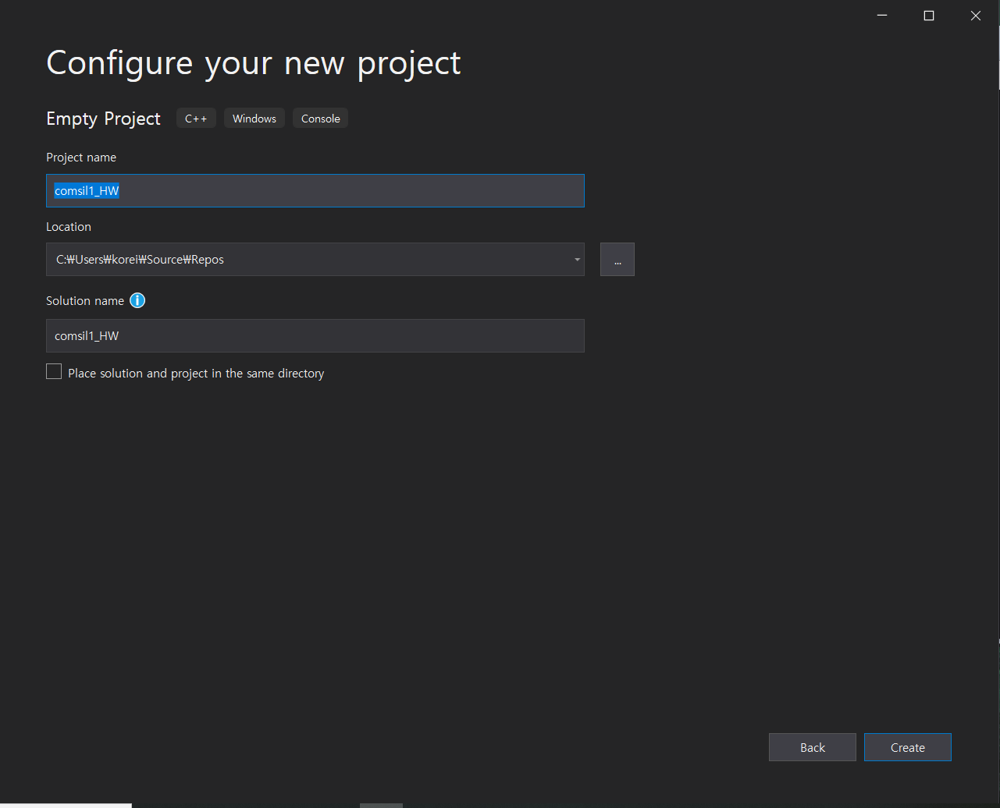 Configure your new project
Empty Project C++ Windows Console
Project name
comsil1_HW
Location
C:₩Users₩korei₩Source₩Repos ...
Solution name
comsil1_HW
Place solution and project in the same directory
Back Create